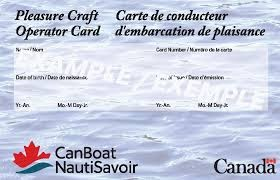 Pleasure Craft Carte de conducteur
Operator Card d'embarcation de plaisance
Name / Nom Card Number / Numéro de la carte
EXAMPLE / EXEMPLE
Date of birth / Date de naissance Date of issue / Date d'émission
Yr.-An. Mo.-M Day-Jr. Yr.-An. Mo.-M Day-Jr.
CanBoat
NautiSavoir
Canada